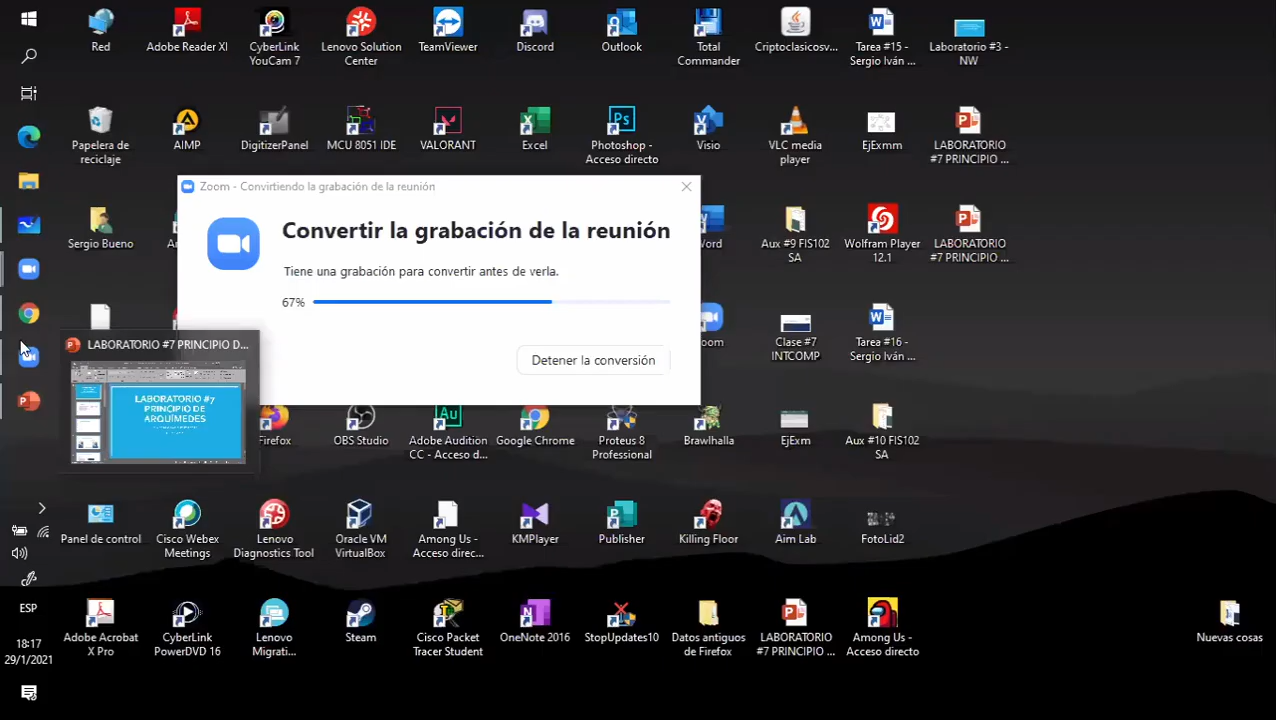 Red
Adobe Reader XI
CyberLink
YouCam 7
Lenovo Solution
Center
TeamViewer
Discord
Outlook
Total
Commander
Criptoclasicosv...
Tarea #15 -
Sergio Iván ...
Laboratorio #3 -
NW
Papelera de
reciclaje
AIMP
DigitizerPanel
MCU 8051 IDE
VALORANT
Excel
Photoshop -
Acceso directo
Visio
VLC media
player
EjExmm
LABORATORIO
#7 PRINCIPIO ...
Zoom - Convirtiendo la grabación de la reunión
Convertir la grabación de la reunión
Tiene una grabación para convertir antes de verla.
67%
Detener la conversión
Sergio Bueno
Word
Aux #9 FIS102
SA
Wolfram Player
12.1
LABORATORIO
#7 PRINCIPIO ...
LABORATORIO #7 PRINCIPIO D...
LABORATORIO #7
PRINCIPIO DE
ARQUÍMEDES
Clase #7
INTCOMP
Tarea #16 -
Sergio Iván ...
Firefox
OBS Studio
Adobe Audition
CC - Acceso d...
Google Chrome
Proteus 8
Professional
Brawlhalla
EjExm
Aux #10 FIS102
SA
Panel de control
Cisco Webex
Meetings
Lenovo
Diagnostics Tool
Oracle VM
VirtualBox
Among Us -
Acceso direc...
KMPlayer
Publisher
Killing Floor
Aim Lab
FotoLid2
ESP
18:17
29/1/2021
Adobe Acrobat
X Pro
CyberLink
PowerDVD 16
Lenovo
Migrati...
Steam
Cisco Packet
Tracer Student
OneNote 2016
StopUpdates10
Datos antiguos
de Firefox
LABORATORIO
#7 PRINCIPIO ...
Among Us -
Acceso directo
Nuevas cosas